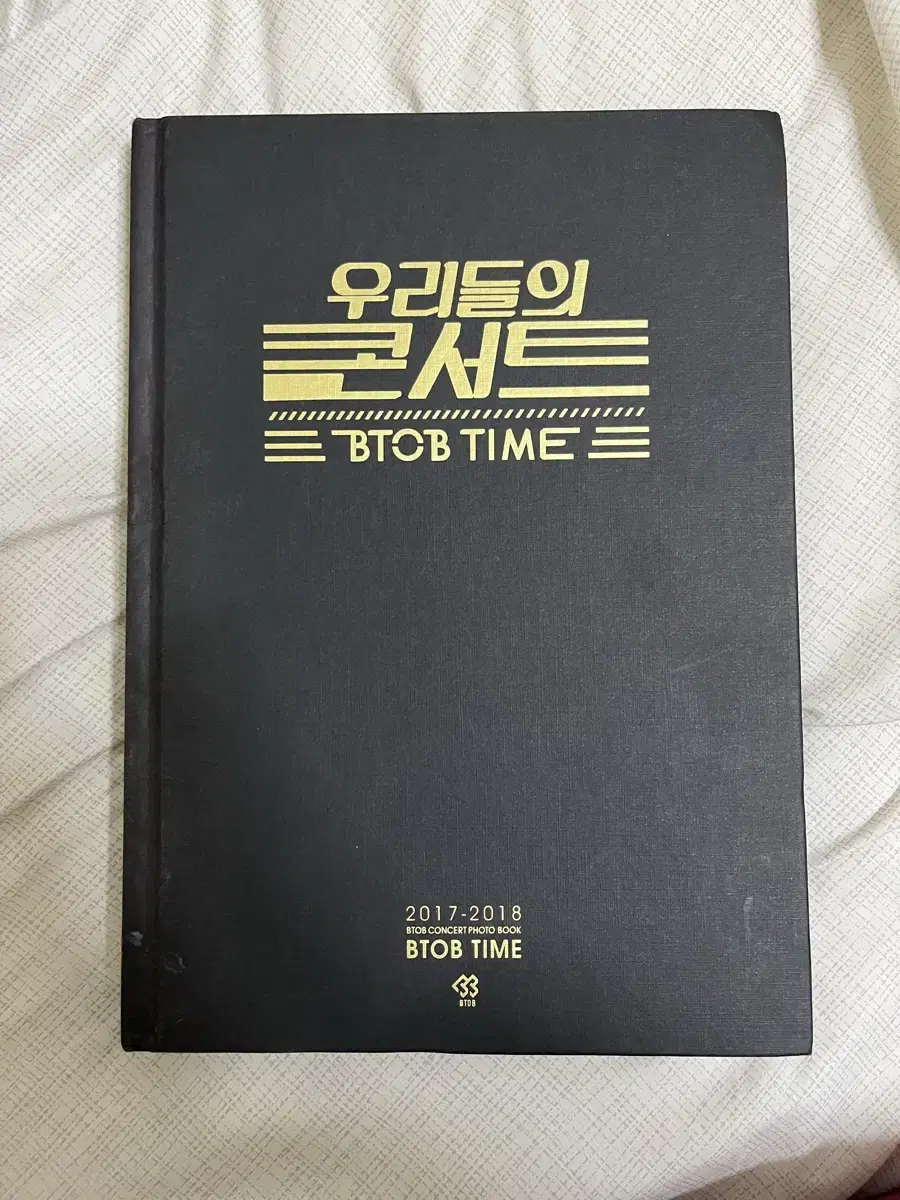 우리들의
콘서트
BTOB TIME
2017-2018
BTOB CONCERT PHOTO BOOK
BTOB TIME
BTOB